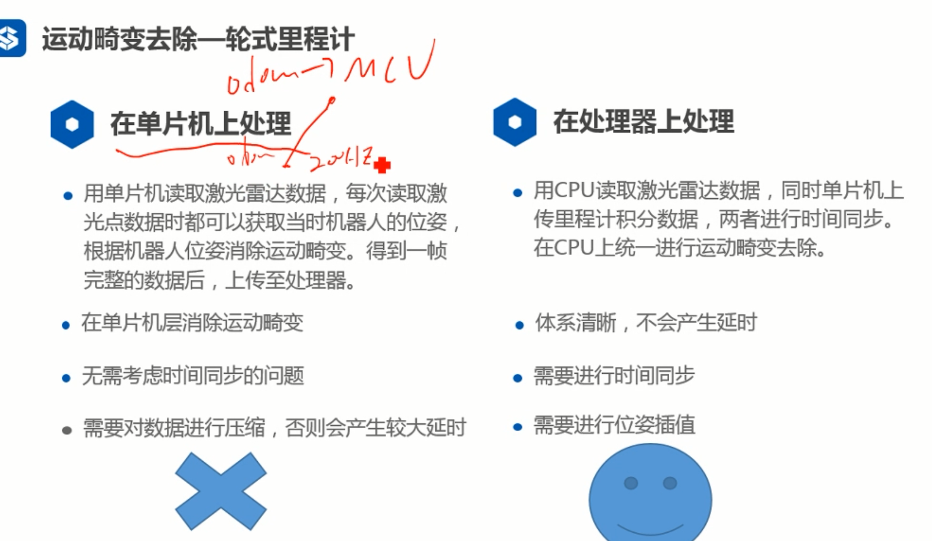 运动畸变去除—轮式里程计
odom→MCU
在单片机上处理
odom 200HZ
用单片机读取激光雷达数据，每次读取激
光点数据时都可以获取当时机器人的位姿，
根据机器人位姿消除运动畸变。得到一帧
完整的数据后，上传至处理器。
在单片机层消除运动畸变
无需考虑时间同步的问题
需要对数据进行压缩，否则会产生较大延时
在处理器上处理
用CPU读取激光雷达数据，同时单片机上
传里程计积分数据，两者进行时间同步。
在CPU上统一进行运动畸变去除。
体系清晰，不会产生延时
需要进行时间同步
需要进行位姿插值